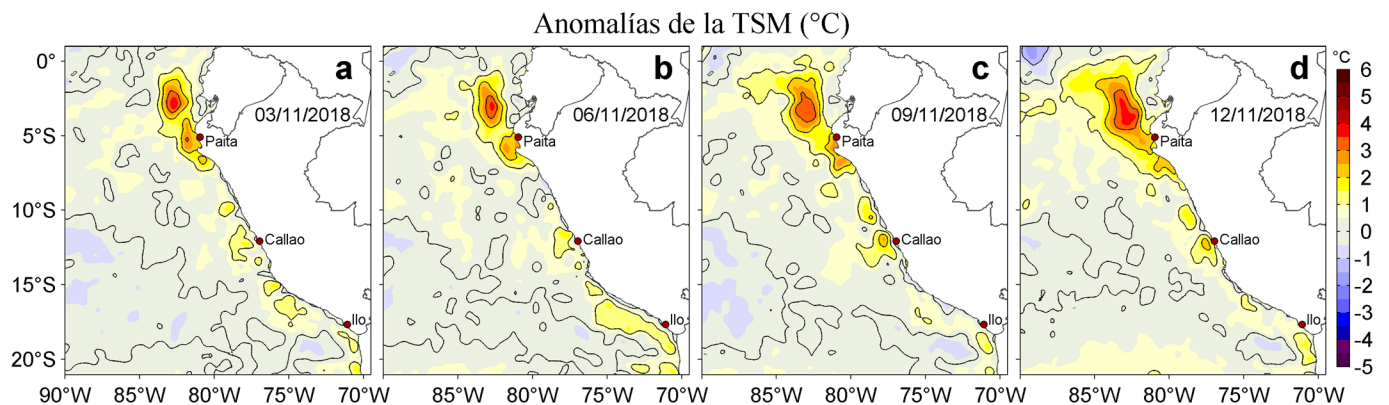 Anomalías de la TSM (°C)
a
03/11/2018
Paita
Callao
Ilo
b
06/11/2018
Paita
Callao
Ilo
c
09/11/2018
Paita
Callao
Ilo
d
12/11/2018
Paita
Callao
Ilo
0°
5°S
10°S
15°S
20°S
90°W 85°W 80°W 75°W 70°W
85°W 80°W 75°W 70°W
85°W 80°W 75°W 70°W
85°W 80°W 75°W 70°W
°C
6
5
4
3
2
1
0
-1
-2
-3
-4
-5